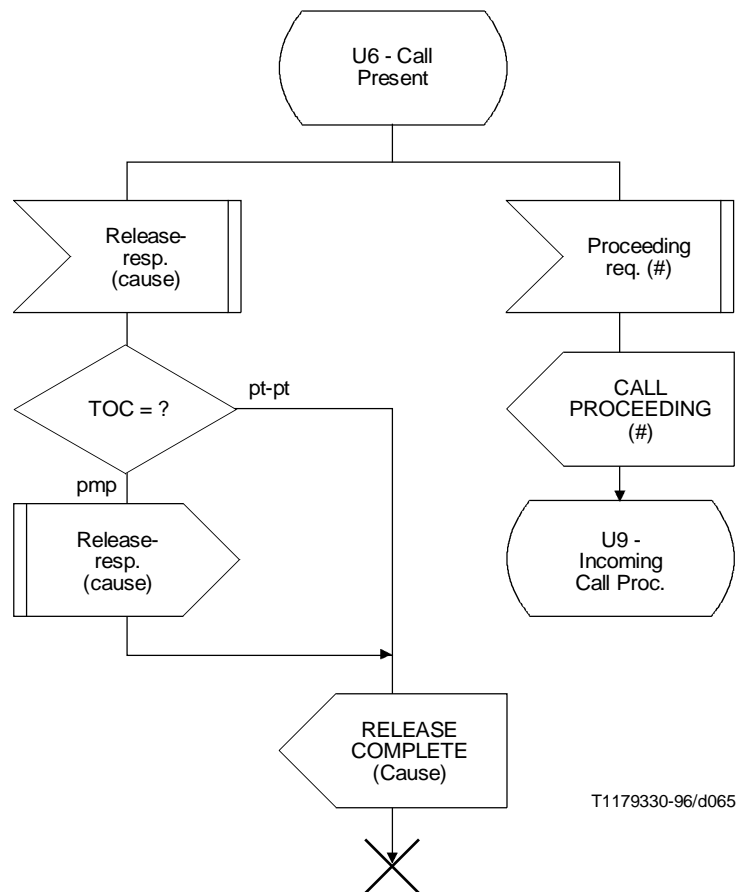 U6 - Call
Present
Release-
resp.
(cause)
Proceeding
req. (#)
TOC = ?
pt-pt
CALL
PROCEEDING
(#)
pmp
Release-
resp.
(cause)
U9 -
Incoming
Call Proc.
RELEASE
COMPLETE
(Cause)
T1179330-96/d065